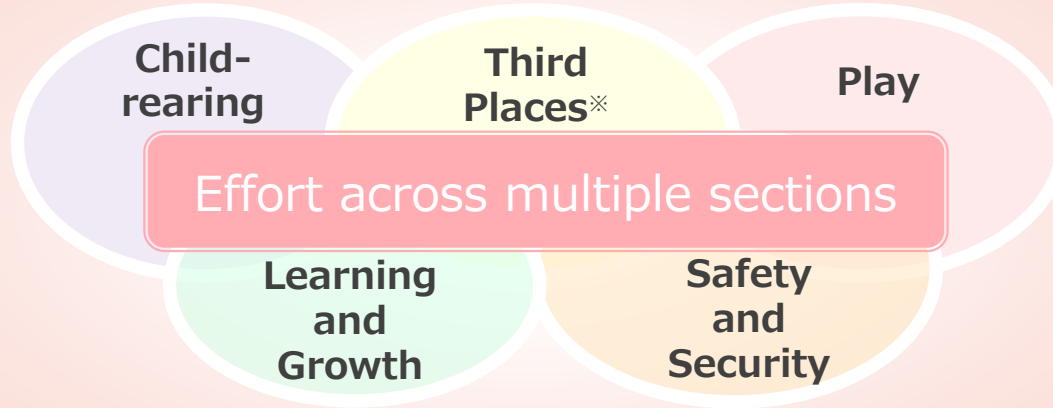 Child-
rearing
Third
Places※
Play
Effort across multiple sections
Learning
and
Growth
Safety
and
Security